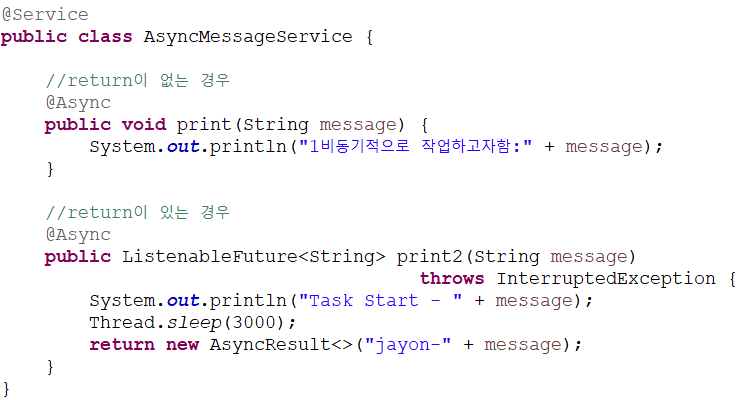 @Service
public class AsyncMessageService {
//return이 없는 경우
@Async
public void print(String message) {
System.out.println("1비동기적으로 작업하고자함:" + message);
}
//return이 있는 경우
@Async
public ListenableFuture<String> print2(String message)
throws InterruptedException {
System.out.println("Task Start - " + message);
Thread.sleep(3000);
return new AsyncResult<>("jayon-" + message);
}
}